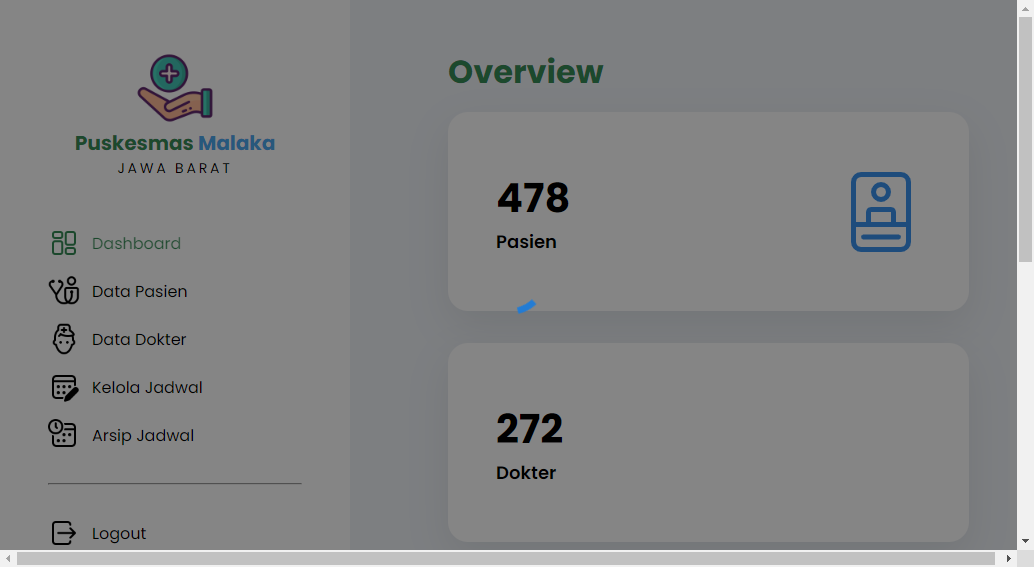 Puskesmas Malaka
JAWA BARAT
Dashboard
Data Pasien
Data Dokter
Kelola Jadwal
Arsip Jadwal
Logout
Overview
478
Pasien
272
Dokter